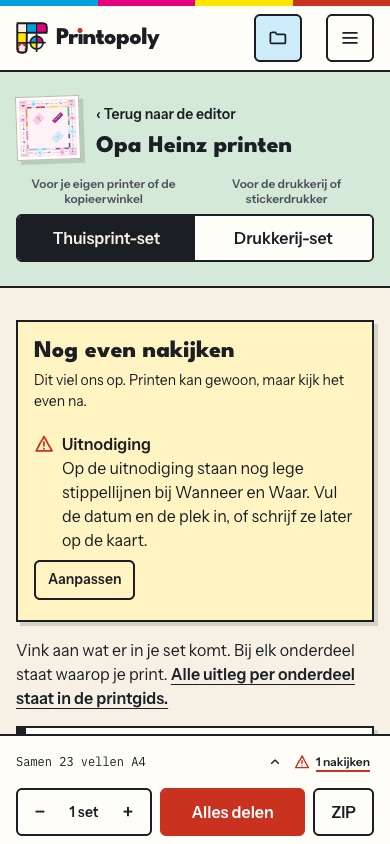 Printopoly
‹ Terug naar de editor
Opa Heinz printen
Voor je eigen printer of de
kopieerwinkel
Voor de drukkerij of
stickerdrukker
Thuisprint-set
Drukkerij-set
Nog even nakijken
Dit viel ons op. Printen kan gewoon, maar kijk het
even na.
Uitnodiging
Op de uitnodiging staan nog lege
stippellijnen bij Wanneer en Waar. Vul
de datum en de plek in, of schrijf ze later
op de kaart.
Aanpassen
Vink aan wat er in je set komt. Bij elk onderdeel
staat waarop je print. Alle uitleg per onderdeel
staat in de printgids.
Samen 23 vellen A4
1 nakijken
− 1 set +
Alles delen
ZIP